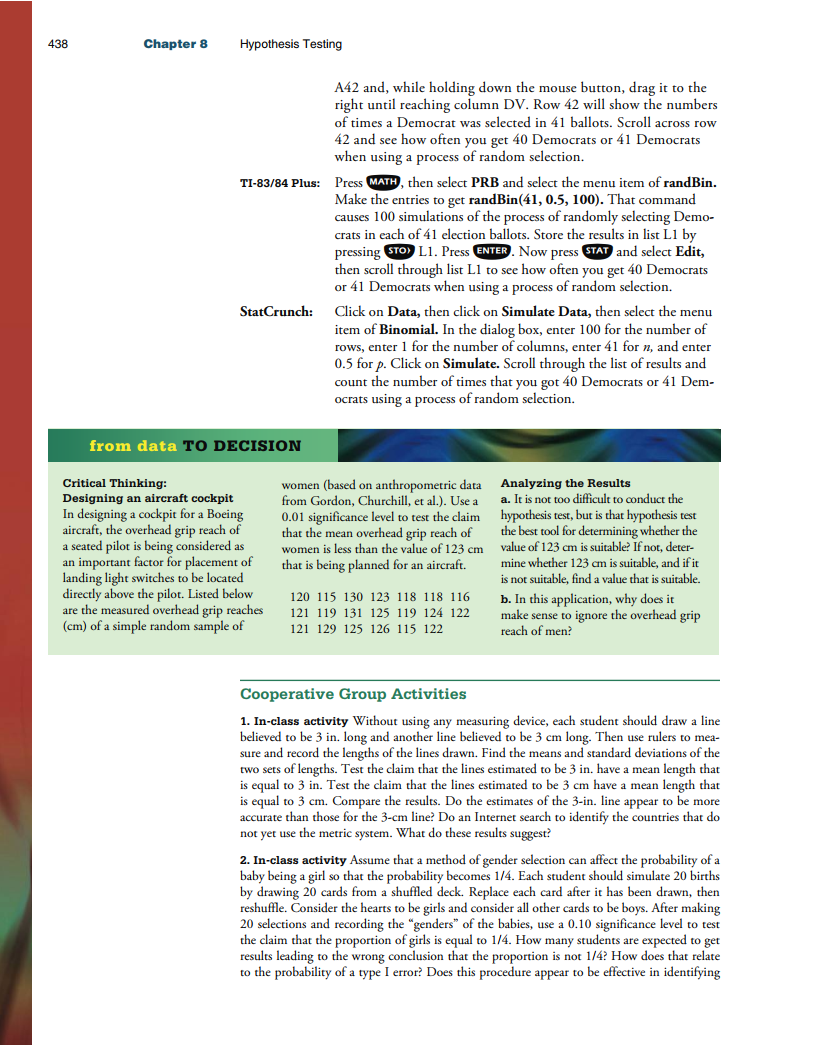 438 Chapter 8 Hypothesis Testing
A42 and, while holding down the mouse button, drag it to the
right until reaching column DV. Row 42 will show the numbers
of times a Democrat was selected in 41 ballots. Scroll across row
42 and see how often you get 40 Democrats or 41 Democrats
when using a process of random selection.
TI-83/84 Plus: Press MATH, then select PRB and select the menu item of randBin.
Make the entries to get randBin(41, 0.5, 100). That command
causes 100 simulations of the process of randomly selecting Demo-
crats in each of 41 election ballots. Store the results in list L1 by
pressing STO› L1. Press ENTER. Now press STAT and select Edit,
then scroll through list L1 to see how often you get 40 Democrats
or 41 Democrats when using a process of random selection.
StatCrunch: Click on Data, then click on Simulate Data, then select the menu
item of Binomial. In the dialog box, enter 100 for the number of
rows, enter 1 for the number of columns, enter 41 for n, and enter
0.5 for p. Click on Simulate. Scroll through the list of results and
count the number of times that you got 40 Democrats or 41 Dem-
ocrats using a process of random selection.
from data TO DECISION
Critical Thinking:
Designing an aircraft cockpit
In designing a cockpit for a Boeing
aircraft, the overhead grip reach of
a seated pilot is being considered as
an important factor for placement of
landing light switches to be located
directly above the pilot. Listed below
are the measured overhead grip reaches
(cm) of a simple random sample of
women (based on anthropometric data
from Gordon, Churchill, et al.). Use a
0.01 significance level to test the claim
that the mean overhead grip reach of
women is less than the value of 123 cm
that is being planned for an aircraft.
120 115 130 123 118 118 116
121 119 131 125 119 124 122
121 129 125 126 115 122
Analyzing the Results
a. It is not too difficult to conduct the
hypothesis test, but is that hypothesis test
the best tool for determining whether the
value of 123 cm is suitable? If not, deter-
mine whether 123 cm is suitable, and if it
is not suitable, find a value that is suitable.
b. In this application, why does it
make sense to ignore the overhead grip
reach of men?
Cooperative Group Activities
1. In-class activity Without using any measuring device, each student should draw a line
believed to be 3 in. long and another line believed to be 3 cm long. Then use rulers to mea-
sure and record the lengths of the lines drawn. Find the means and standard deviations of the
two sets of lengths. Test the claim that the lines estimated to be 3 in. have a mean length that
is equal to 3 in. Test the claim that the lines estimated to be 3 cm have a mean length that
is equal to 3 cm. Compare the results. Do the estimates of the 3-in. line appear to be more
accurate than those for the 3-cm line? Do an Internet search to identify the countries that do
not yet use the metric system. What do these results suggest?
2. In-class activity Assume that a method of gender selection can affect the probability of a
baby being a girl so that the probability becomes 1/4. Each student should simulate 20 births
by drawing 20 cards from a shuffled deck. Replace each card after it has been drawn, then
reshuffle. Consider the hearts to be girls and consider all other cards to be boys. After making
20 selections and recording the “genders” of the babies, use a 0.10 significance level to test
the claim that the proportion of girls is equal to 1/4. How many students are expected to get
results leading to the wrong conclusion that the proportion is not 1/4? How does that relate
to the probability of a type I error? Does this procedure appear to be effective in identifying